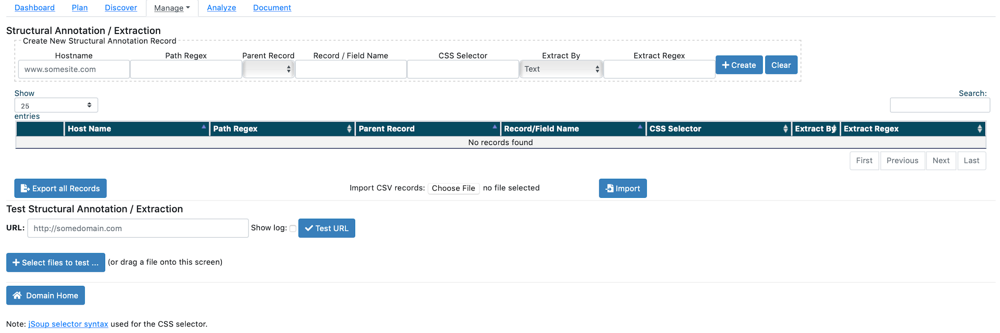 Dashboard Plan Discover Manage Analyze Document
Structural Annotation / Extraction
Create New Structural Annotation Record
Hostname Path Regex Parent Record Record / Field Name CSS Selector Extract By Extract Regex
www.somesite.com Text Create Clear
Show Search:
25
entries
Host Name Path Regex Parent Record Record/Field Name CSS Selector Extract By Extract Regex
No records found
First Previous Next Last
Export all Records Import CSV records: Choose File no file selected Import
Test Structural Annotation / Extraction
URL: http://somedomain.com Show log: Test URL
Select files to test ... (or drag a file onto this screen)
Domain Home
Note: jSoup selector syntax used for the CSS selector.